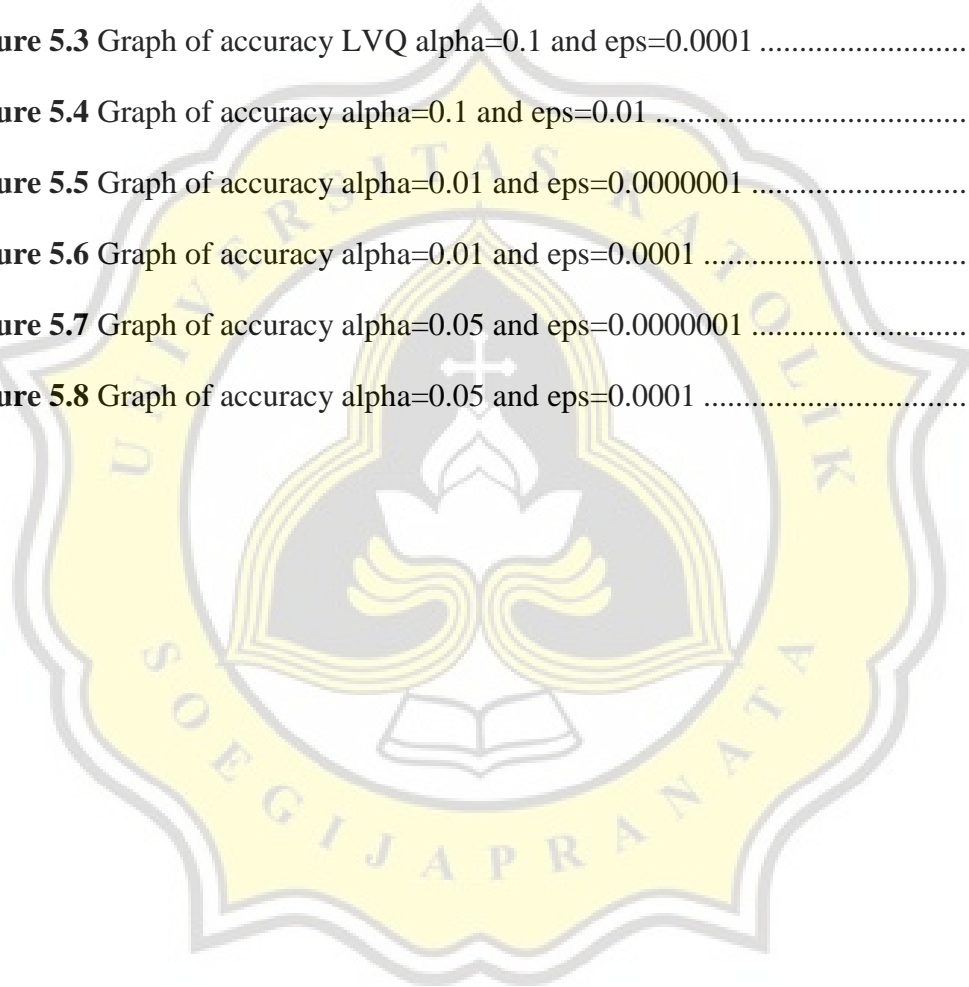 ure 5.3 Graph of accuracy LVQ alpha=0.1 and eps=0.0001 ..........................
ure 5.4 Graph of accuracy alpha=0.1 and eps=0.01 .......................................
ure 5.5 Graph of accuracy alpha=0.01 and eps=0.0000001 ...........................
ure 5.6 Graph of accuracy alpha=0.01 and eps=0.0001 .................................
ure 5.7 Graph of accuracy alpha=0.05 and eps=0.0000001 ...........................
ure 5.8 Graph of accuracy alpha=0.05 and eps=0.0001 .................................
UNIVERSITAS KATOLIK
SOEGIJAPRANATA